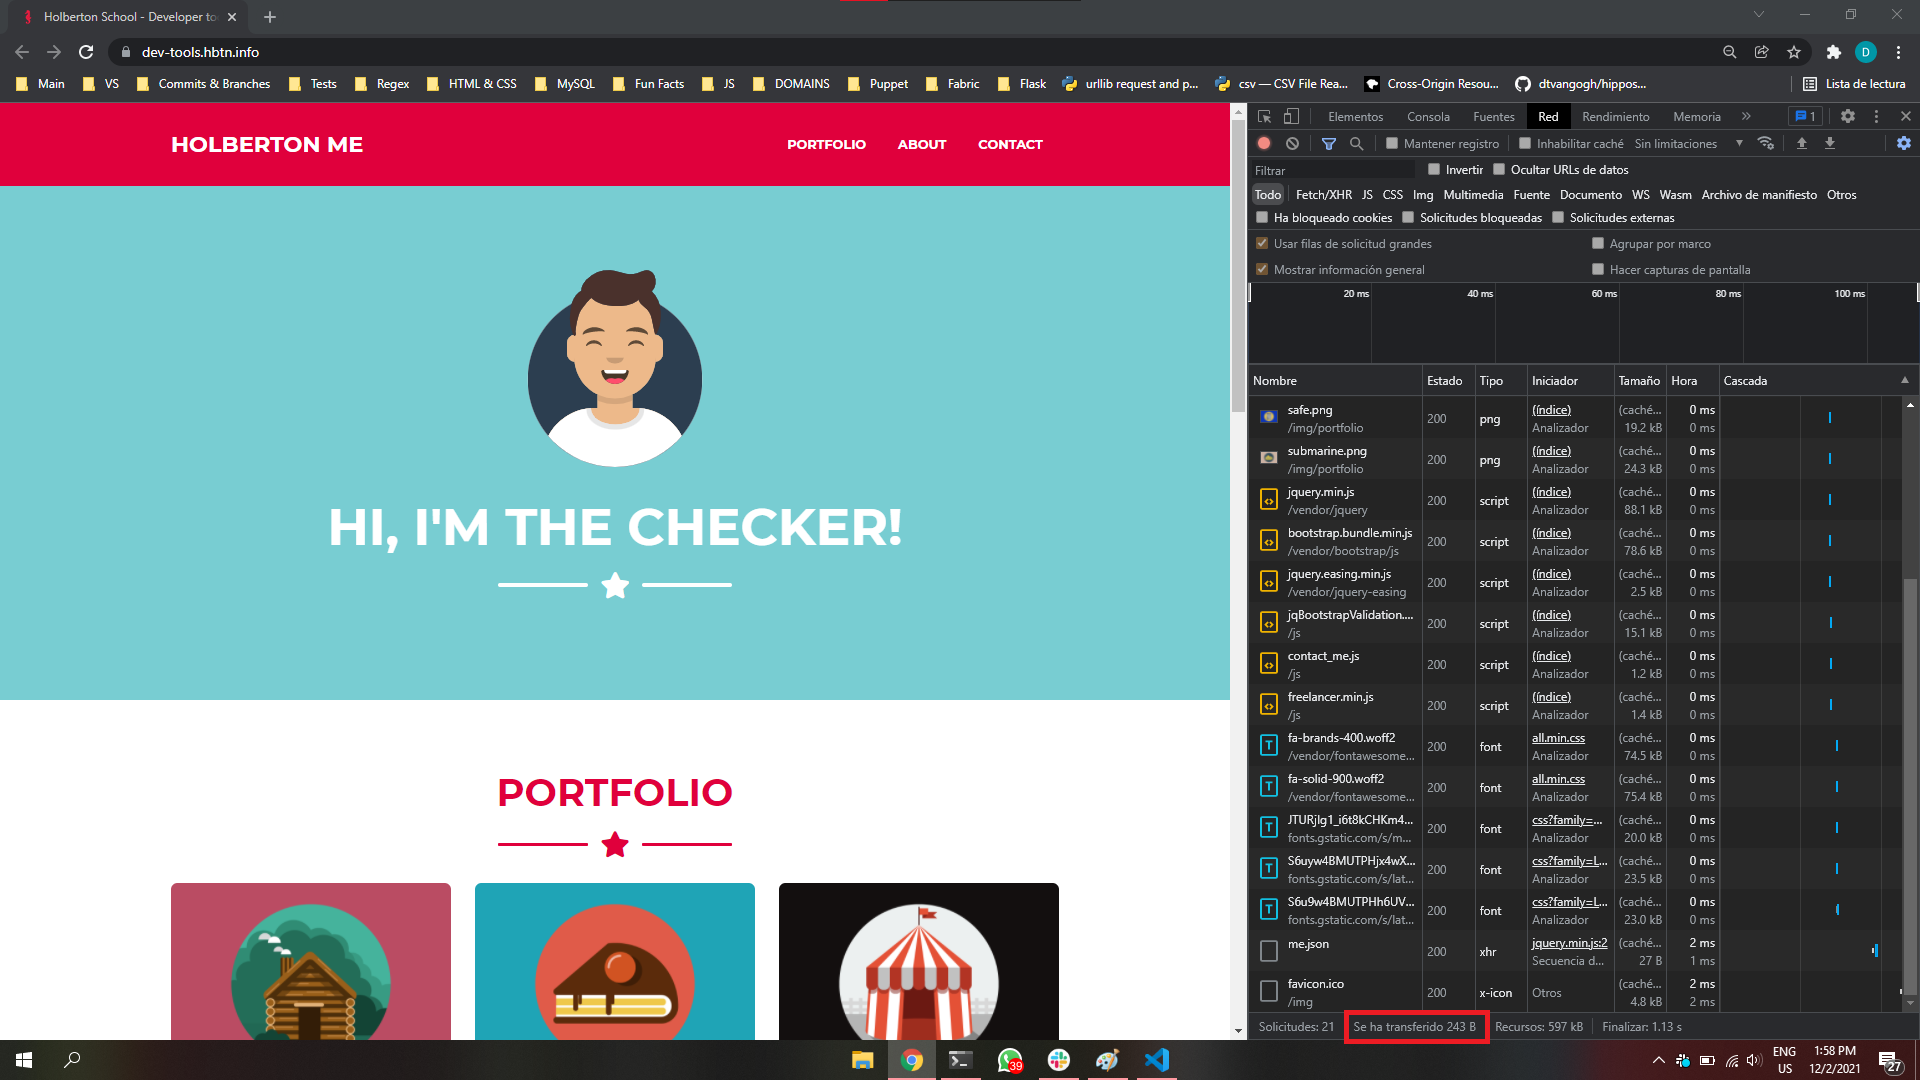 Holberton School - Developer to
dev-tools.hbtn.info
D
Main VS Commits & Branches Tests Regex HTML & CSS MySQL Fun Facts JS DOMAINS Puppet Fabric Flask urllib request and p... csv — CSV File Rea... Cross-Origin Resou... dtvangogh/hippos... Lista de lectura
HOLBERTON ME
PORTFOLIO ABOUT CONTACT
HI, I'M THE CHECKER!
PORTFOLIO
Elementos Consola Fuentes Red Rendimiento Memoria » 1
Mantener registro Inhabilitar caché Sin limitaciones
Filtrar Invertir Ocultar URLs de datos
Todo Fetch/XHR JS CSS Img Multimedia Fuente Documento WS Wasm Archivo de manifiesto Otros
Ha bloqueado cookies Solicitudes bloqueadas Solicitudes externas
Usar filas de solicitud grandes Agrupar por marco
Mostrar información general Hacer capturas de pantalla
20 ms 40 ms 60 ms 80 ms 100 ms
Nombre Estado Tipo Iniciador Tamaño Hora Cascada
safe.png 200 png (índice) (caché... 0 ms
/img/portfolio Analizador 19.2 kB 0 ms
submarine.png 200 png (índice) (caché... 0 ms
/img/portfolio Analizador 24.3 kB 0 ms
jquery.min.js 200 script (índice) (caché... 0 ms
/vendor/jquery Analizador 88.1 kB 0 ms
bootstrap.bundle.min.js 200 script (índice) (caché... 0 ms
/vendor/bootstrap/js Analizador 78.6 kB 0 ms
jquery.easing.min.js 200 script (índice) (caché... 0 ms
/vendor/jquery-easing Analizador 2.5 kB 0 ms
jqBootstrapValidation.... 200 script (índice) (caché... 0 ms
/js Analizador 15.1 kB 0 ms
contact_me.js 200 script (índice) (caché... 0 ms
/js Analizador 1.2 kB 0 ms
freelancer.min.js 200 script (índice) (caché... 0 ms
/js Analizador 1.4 kB 0 ms
fa-brands-400.woff2 200 font all.min.css (caché... 0 ms
/vendor/fontawesome... Analizador 74.5 kB 0 ms
fa-solid-900.woff2 200 font all.min.css (caché... 0 ms
/vendor/fontawesome... Analizador 75.4 kB 0 ms
JTURjIg1_i6t8kCHKm4... 200 font css?family=... (caché... 0 ms
fonts.gstatic.com/s/m... Analizador 20.0 kB 0 ms
S6uyw4BMUTPHjx4wX... 200 font css?family=L... (caché... 0 ms
fonts.gstatic.com/s/lat... Analizador 23.5 kB 0 ms
S6u9w4BMUTPHh6UV... 200 font css?family=L... (caché... 0 ms
fonts.gstatic.com/s/lat... Analizador 23.0 kB 0 ms
me.json 200 xhr jquery.min.js:2 (caché... 2 ms
Secuencia d... 27 B 1 ms
favicon.ico 200 x-icon Otros (caché... 2 ms
/img 4.8 kB 2 ms
Solicitudes: 21 Se ha transferido 243 B Recursos: 597 kB Finalizar: 1.13 s
39
ENG
US
1:58 PM
12/2/2021
27